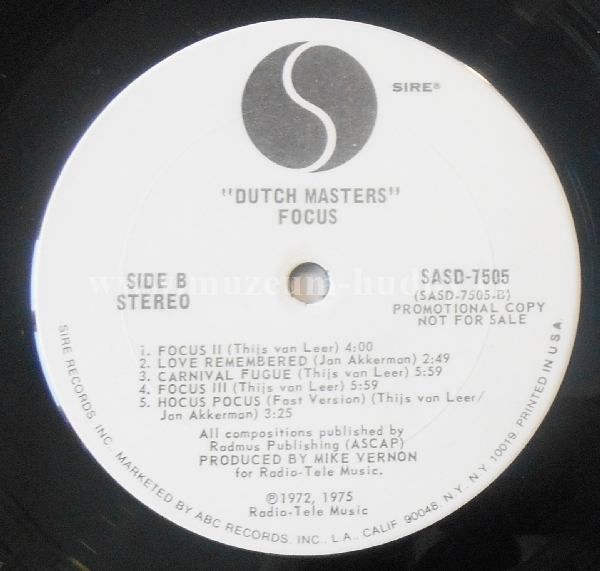 SIRE®
"DUTCH MASTERS"
FOCUS
SIDE B
STEREO
SASD-7505
(SASD-7505-B)
PROMOTIONAL COPY
NOT FOR SALE
1. FOCUS II (Thijs van Leer) 4:00
2. LOVE REMEMBERED (Jan Akkerman) 2:49
3. CARNIVAL FUGUE (Thijs van Leer) 5:59
4. FOCUS III (Thijs van Leer) 5:59
5. HOCUS POCUS (Fast Version) (Thijs van Leer/
Jan Akkerman) 3:25
All compositions published by
Radmus Publishing (ASCAP)
PRODUCED BY MIKE VERNON
for Radio-Tele Music.
℗1972, 1975
Radio-Tele Music
SIRE RECORDS, INC. MARKETED BY ABC RECORDS, INC., L.A., CALIF. 90048, N.Y., N.Y. 10019 PRINTED IN U.S.A.